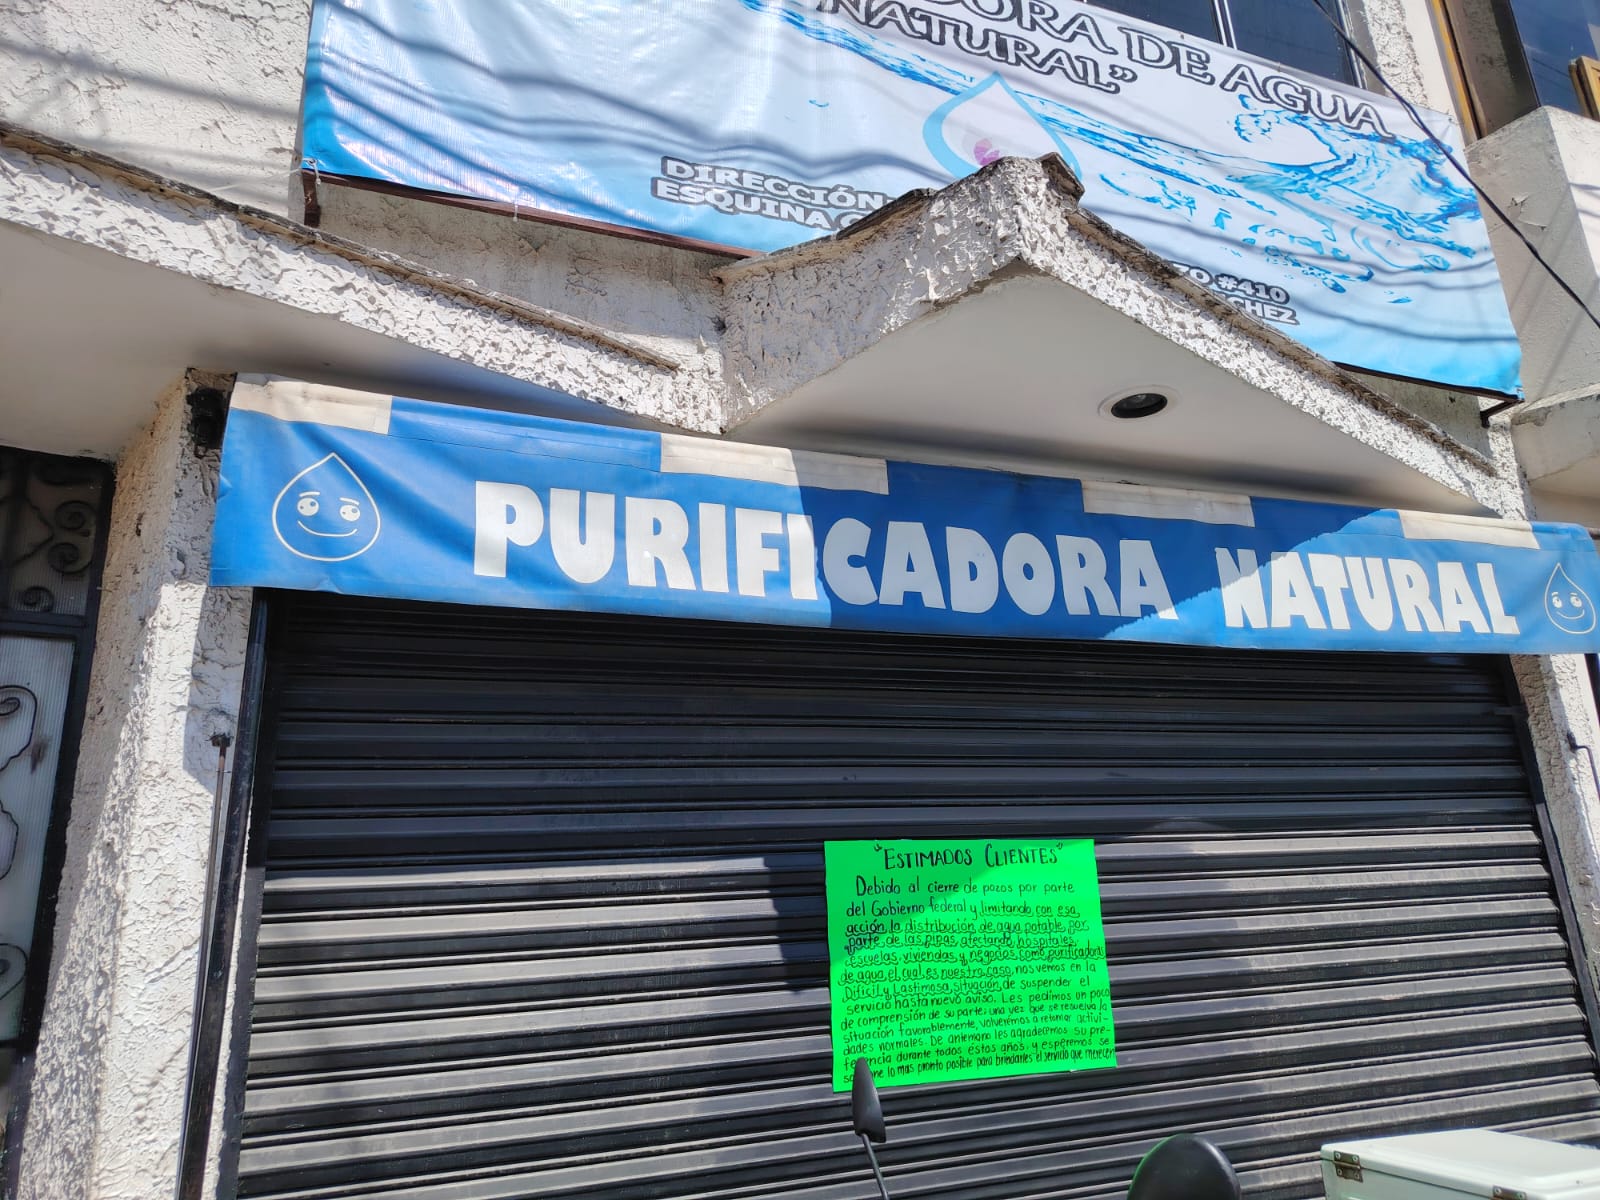 DORA DE AGUA
NATURAL”
DIRECCIÓN
ESQUINA
#410
CHEZ
PURIFICADORA NATURAL
"ESTIMADOS CLIENTES"
Debido al cierre de pozos por parte
del Gobierno federal y limitando con esa
acción la distribución de agua potable por
parte de las pipas, afectando hospitales,
escuelas, viviendas y negocios como purificadoras
de agua, el cual es nuestro caso, nos vemos en la
Difícil y Lastimosa situación de suspender el
servicio hasta nuevo aviso. Les pedimos un poco
de comprensión de su parte, una vez que se resuelva la
situación favorablemente, volveremos a retomar activi-
dades normales. De antemano les agradecemos su pre-
ferencia durante todos estos años y esperemos se
lo más pronto posible para brindarles el servicio que merecen